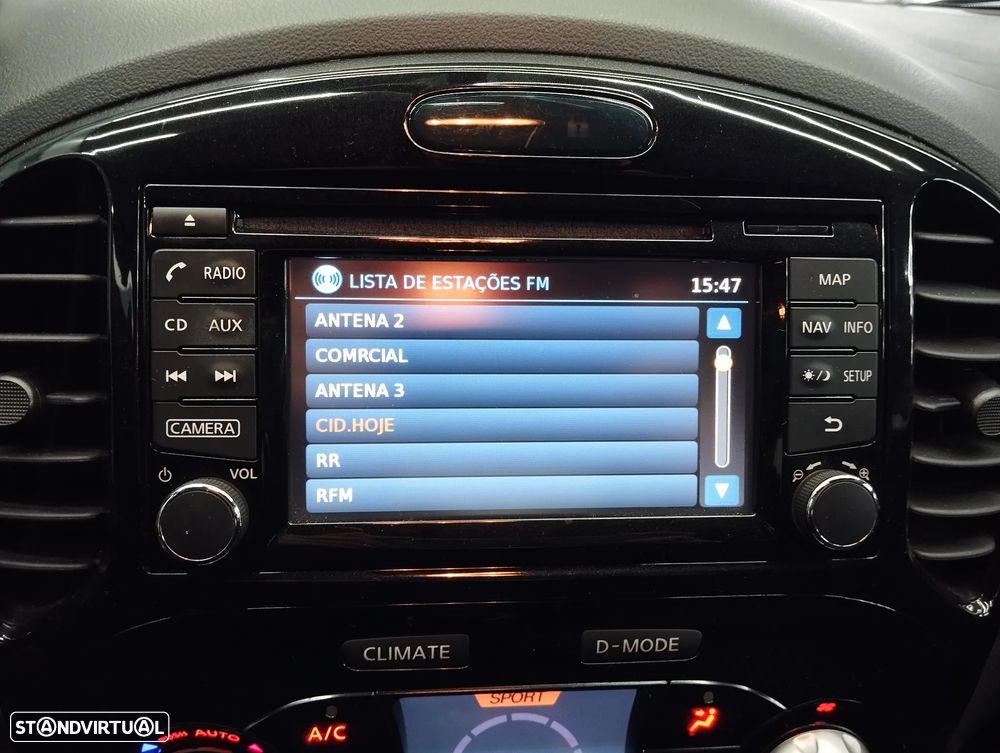 RADIO
CD AUX
CAMERA
VOL
LISTA DE ESTAÇÕES FM 15:47
ANTENA 2
COMRCIAL
ANTENA 3
CID.HOJE
RR
RFM
MAP
NAV INFO
SETUP
CLIMATE D-MODE
SPORT
A/C
AUTO
STANDVIRTUAL